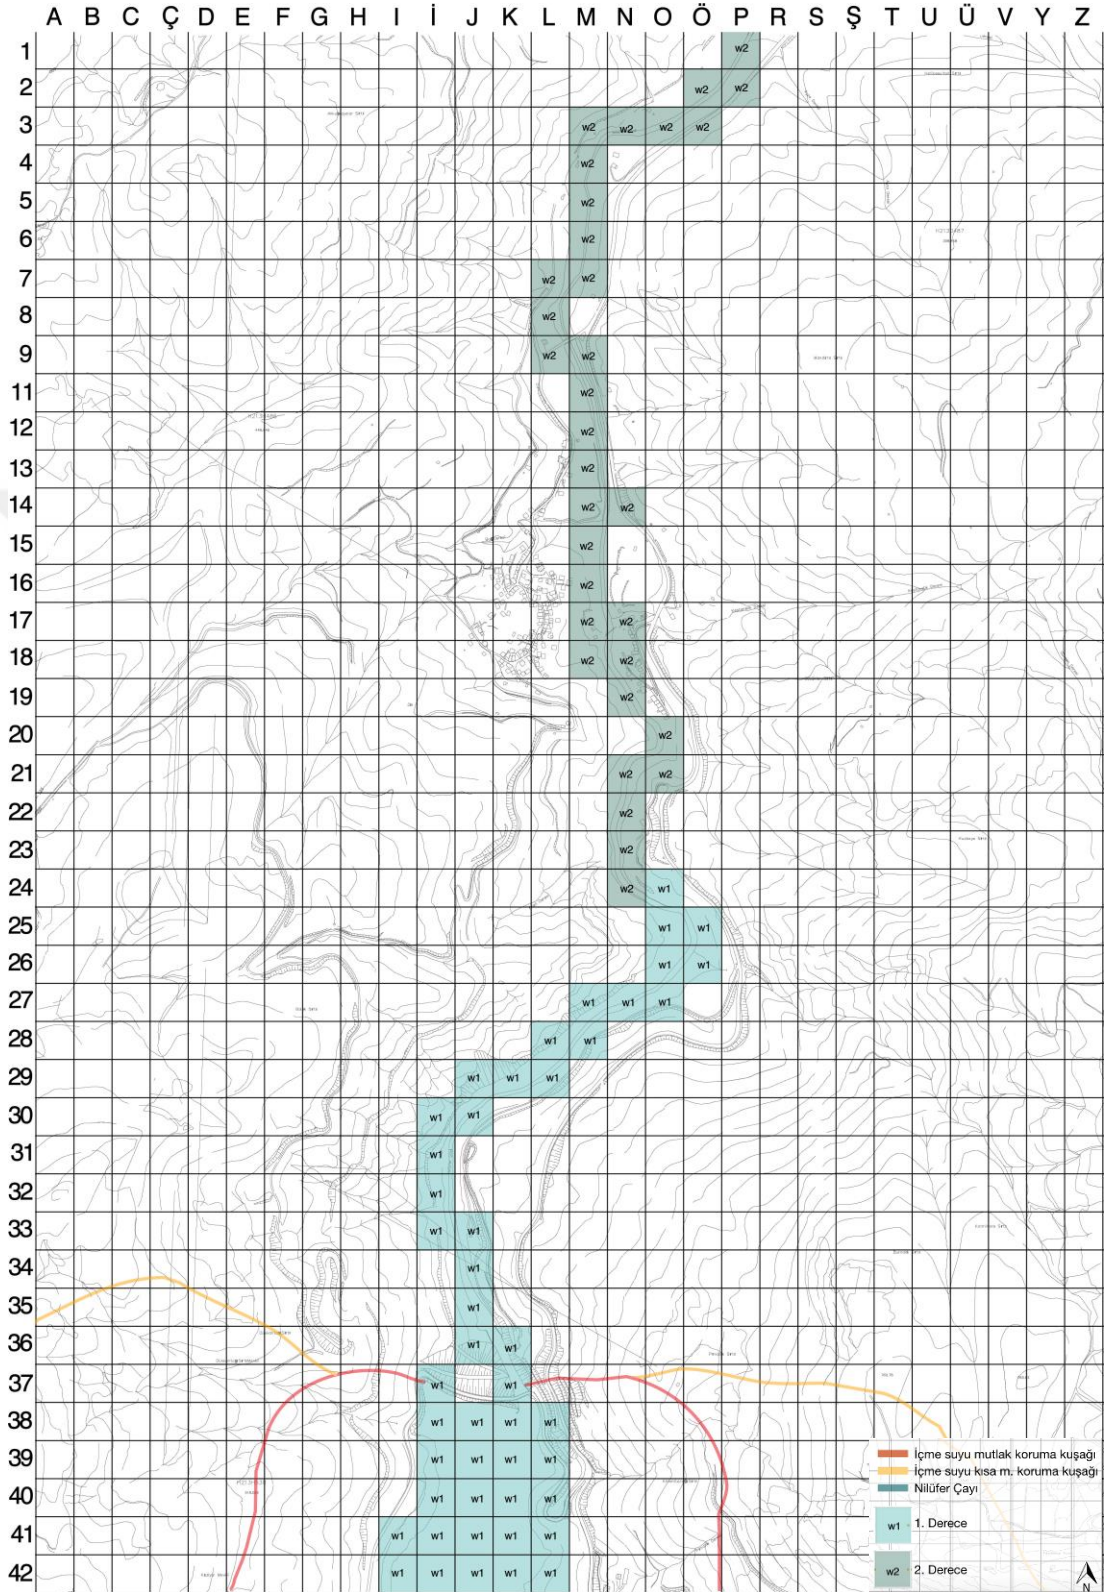 A B C Ç D E F G H I İ J K L M N O Ö P R S Ş T U Ü V Y Z
1 w2
2 w2 w2
3 w2 w2 w2 w2
4 w2
5 w2
6 w2
7 w2 w2
8 w2
9 w2 w2
11 w2
12 w2
13 w2
14 w2 w2
15 w2
16 w2
17 w2 w2
18 w2 w2
19 w2
20 w2
21 w2 w2
22 w2
23 w2
24 w2 w1
25 w1 w1
26 w1 w1
27 w1 w1 w1
28 w1 w1
29 w1 w1 w1
30 w1 w1
31 w1
32 w1
33 w1 w1
34 w1
35 w1
36 w1 w1
37 w1 w1
38 w1 w1 w1 w1
39 w1 w1 w1 w1
40 w1 w1 w1 w1
41 w1 w1 w1 w1 w1
42 w1 w1 w1 w1 w1
İçme suyu mutlak koruma kuşağı
İçme suyu kısa m. koruma kuşağı
Nilüfer Çayı
w1 1. Derece
w2 2. Derece
N